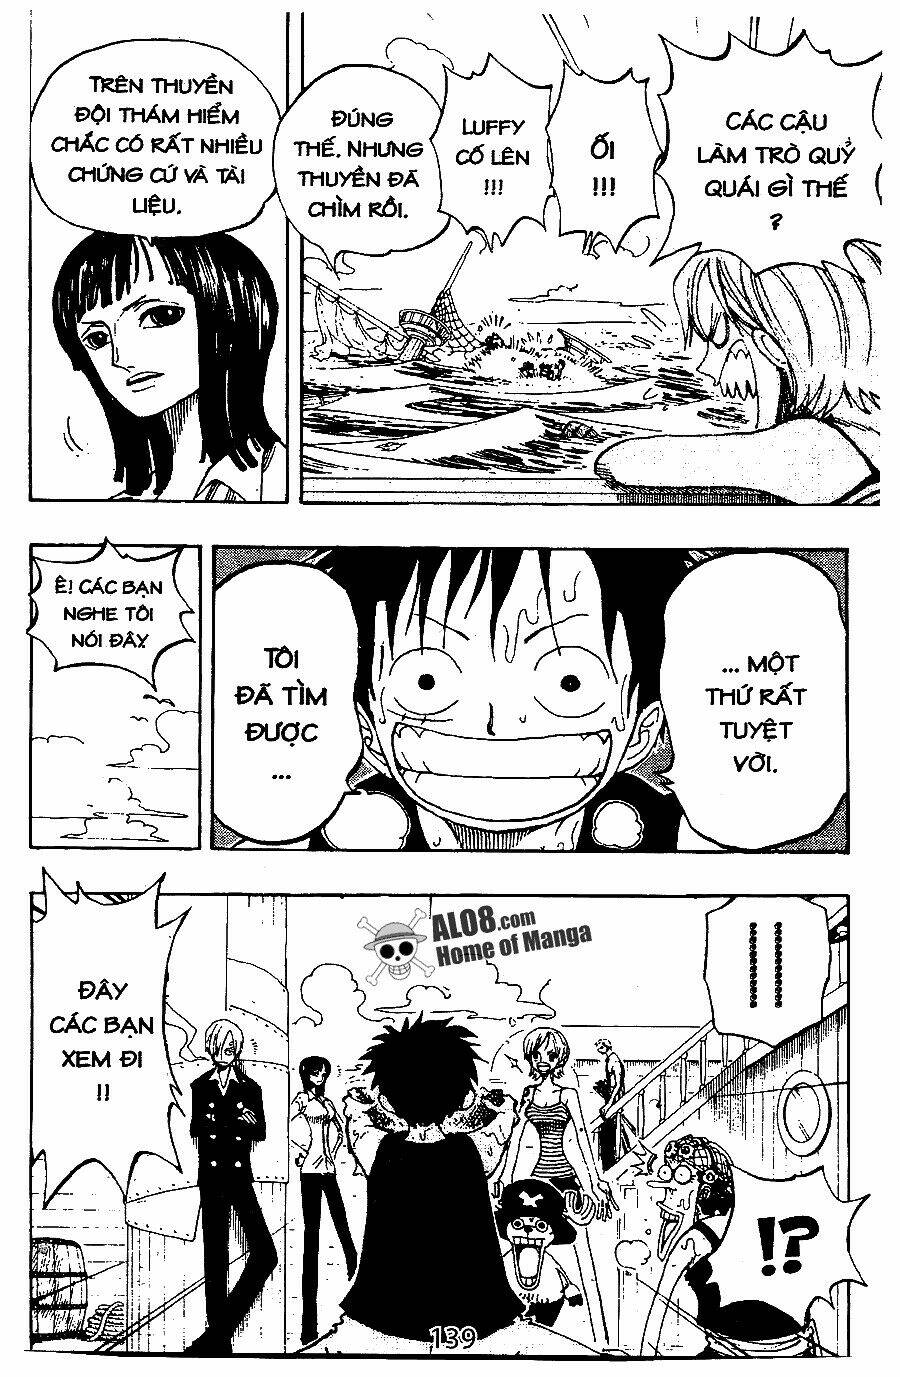 CÁC CẬU
LÀM TRÒ QUỶ
QUÁI GÌ THẾ
?
ỐI
!!!
LUFFY
CỐ LÊN
!!!
ĐÚNG
THẾ. NHƯNG
THUYỀN ĐÃ
CHÌM RỒI.
TRÊN THUYỀN
ĐỘI THÁM HIỂM
CHẮC CÓ RẤT NHIỀU
CHỨNG CỨ VÀ TÀI
LIỆU.
... MỘT
THỨ RẤT
TUYỆT
VỜI.
TÔI
ĐÃ TÌM
ĐƯỢC
...
Ê! CÁC BẠN
NGHE TÔI
NÓI ĐÂY.
ALO8.com
Home of Manga
ĐÂY
CÁC BẠN
XEM ĐI
!!
!?
139